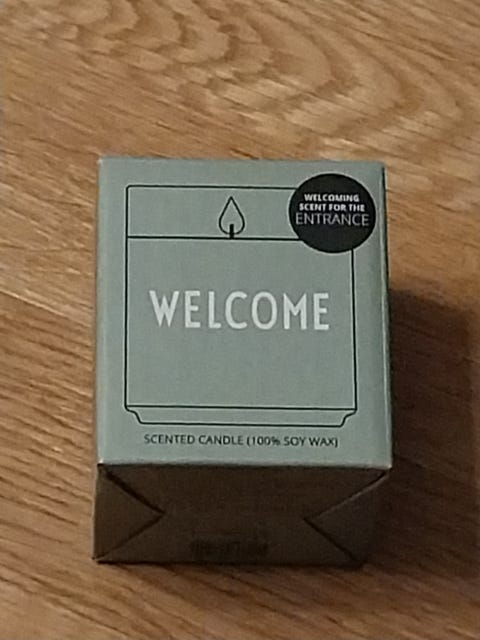 WELCOMING
SCENT FOR THE
ENTRANCE
WELCOME
SCENTED CANDLE (100% SOY WAX)